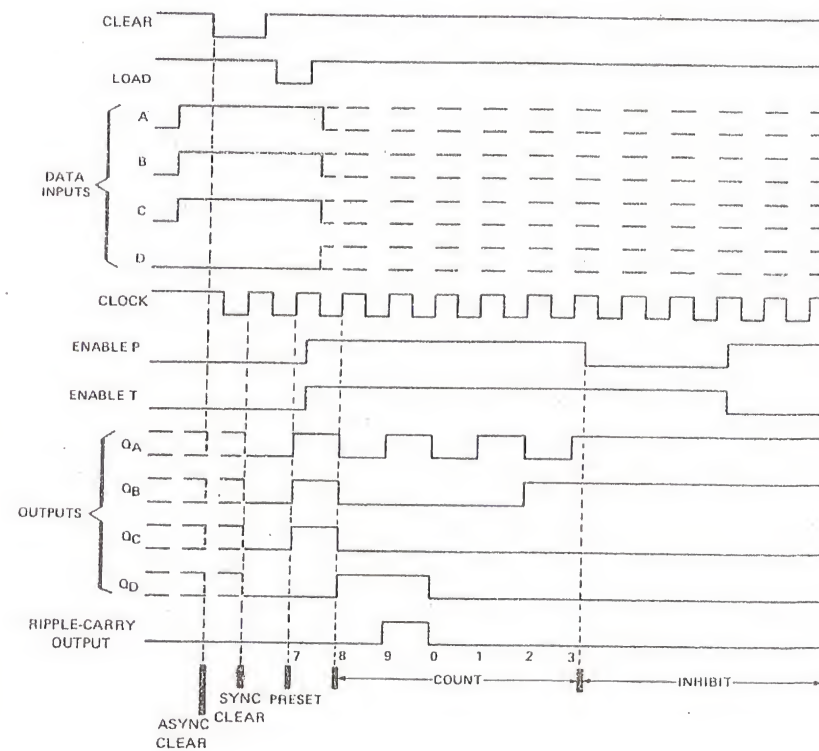 CLEAR
LOAD
A
B
DATA
INPUTS
C
D
CLOCK
ENABLE P
ENABLE T
QA
QB
OUTPUTS
QC
QD
RIPPLE-CARRY
OUTPUT
7 8 9 0 1 2 3
COUNT INHIBIT
SYNC PRESET
CLEAR
ASYNC
CLEAR